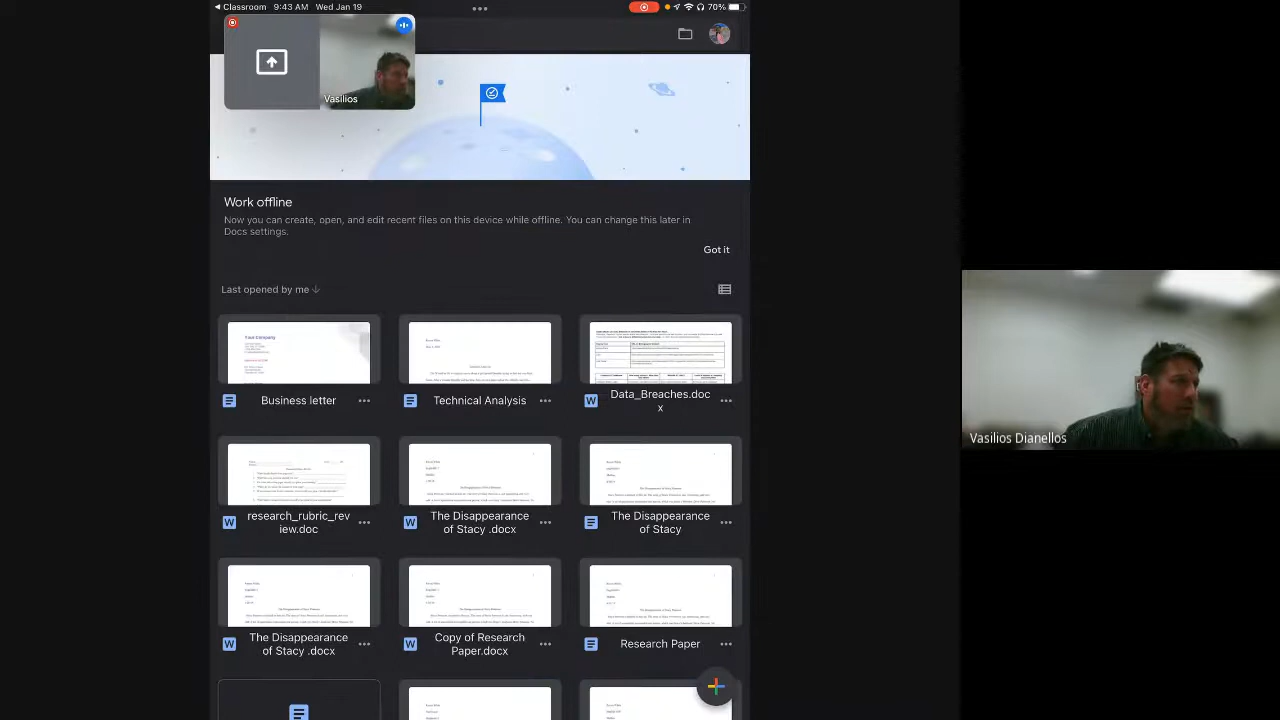 Classroom 9:43 AM Wed Jan 19 70%
Vasilios
Work offline
Now you can create, open, and edit recent files on this device while offline. You can change this later in
Docs settings.
Got it
Last opened by me
Your Company
Business letter
Technical Analysis
Data_Breaches.doc
x
research_rubric_rev
iew.doc
The Disappearance
of Stacy .docx
The Disappearance
of Stacy
The Disappearance
of Stacy .docx
Copy of Research
Paper.docx
Research Paper
Vasilios Dianellos